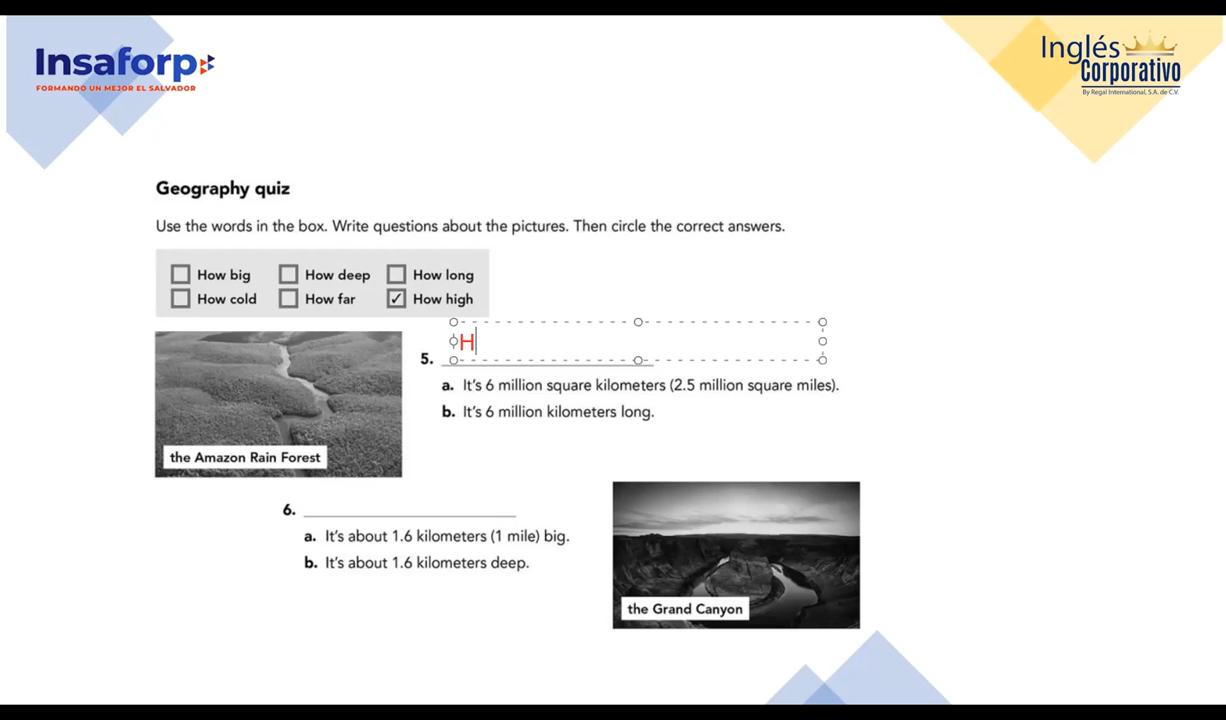 Insaforp
FORMANDO UN MEJOR EL SALVADOR
Inglés
Corporativo
By Regal International, S.A. de C.V.
Geography quiz
Use the words in the box. Write questions about the pictures. Then circle the correct answers.
How big How deep How long
How cold How far ✓ How high
H
5.
a. It's 6 million square kilometers (2.5 million square miles).
b. It's 6 million kilometers long.
the Amazon Rain Forest
6.
a. It's about 1.6 kilometers (1 mile) big.
b. It's about 1.6 kilometers deep.
the Grand Canyon